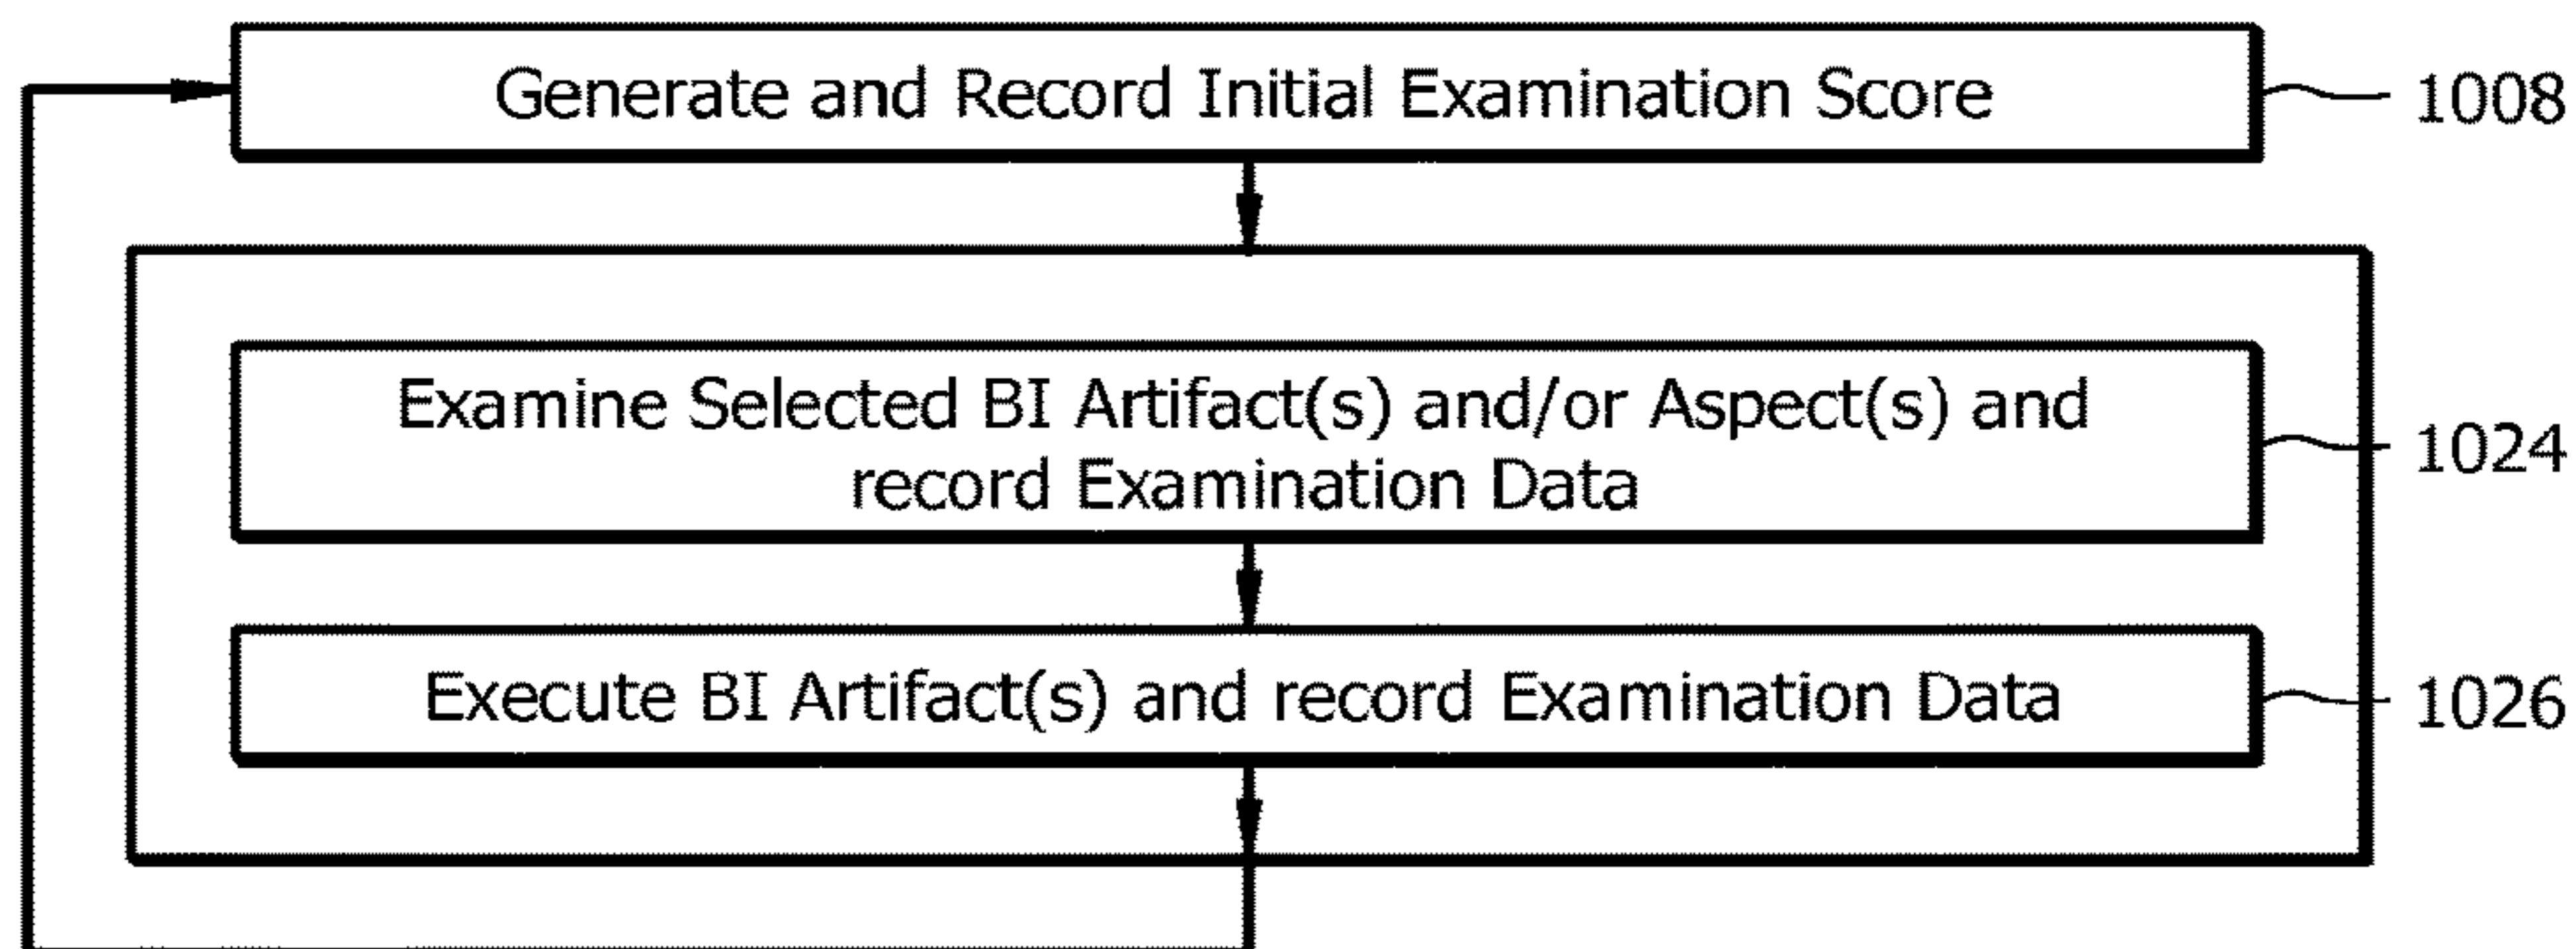 Generate and Record Initial Examination Score
1008
Examine Selected BI Artifact(s) and/or Aspect(s) and
record Examination Data
1024
Execute BI Artifact(s) and record Examination Data
1026